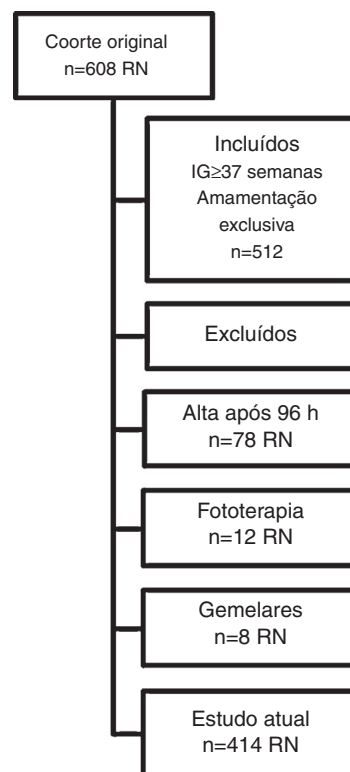 Coorte original
n=608 RN
Incluídos
IG≥37 semanas
Amamentação
exclusiva
n=512
Excluídos
Alta após 96 h
n=78 RN
Fototerapia
n=12 RN
Gemelares
n=8 RN
Estudo atual
n=414 RN